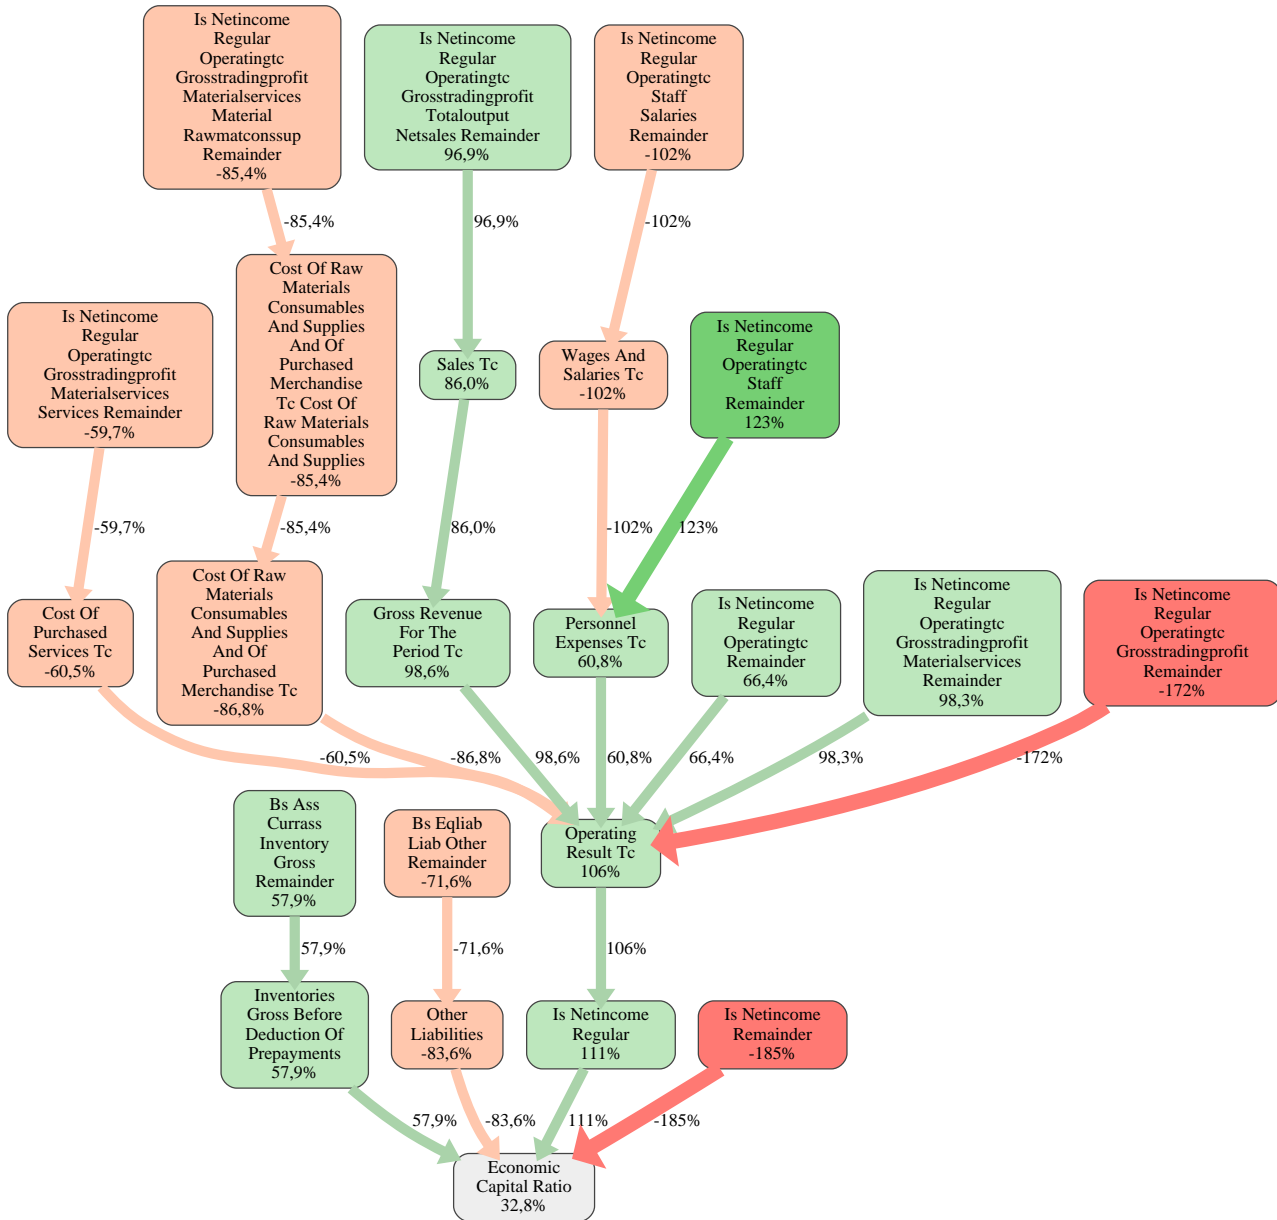 Is Netincome
Regular
Operatingtc
Grosstradingprofit
Materialservices
Material
Rawmatconssup
Remainder
-85,4%
Is Netincome
Regular
Operatingtc
Grosstradingprofit
Totaloutput
Netsales Remainder
96,9%
Is Netincome
Regular
Operatingtc
Staff
Salaries
Remainder
-102%
-85,4%
96,9%
-102%
Is Netincome
Regular
Operatingtc
Grosstradingprofit
Materialservices
Services Remainder
-59,7%
Cost Of Raw
Materials
Consumables
And Supplies
And Of
Purchased
Merchandise
Tc Cost Of
Raw Materials
Consumables
And Supplies
-85,4%
Sales Tc
86,0%
Wages And
Salaries Tc
-102%
Is Netincome
Regular
Operatingtc
Staff
Remainder
123%
-59,7%
-85,4%
86,0%
-102%
123%
Cost Of
Purchased
Services Tc
-60,5%
Cost Of Raw
Materials
Consumables
And Supplies
And Of
Purchased
Merchandise Tc
-86,8%
Gross Revenue
For The
Period Tc
98,6%
Personnel
Expenses Tc
60,8%
Is Netincome
Regular
Operatingtc
Remainder
66,4%
Is Netincome
Regular
Operatingtc
Grosstradingprofit
Materialservices
Remainder
98,3%
Is Netincome
Regular
Operatingtc
Grosstradingprofit
Remainder
-172%
-60,5%
-86,8%
98,6%
60,8%
66,4%
98,3%
-172%
Bs Ass
Currass
Inventory
Gross
Remainder
57,9%
Bs Eqliab
Liab Other
Remainder
-71,6%
Operating
Result Tc
106%
57,9%
-71,6%
106%
Inventories
Gross Before
Deduction Of
Prepayments
57,9%
Other
Liabilities
-83,6%
Is Netincome
Regular
111%
Is Netincome
Remainder
-185%
57,9%
-83,6%
111%
-185%
Economic
Capital Ratio
32,8%